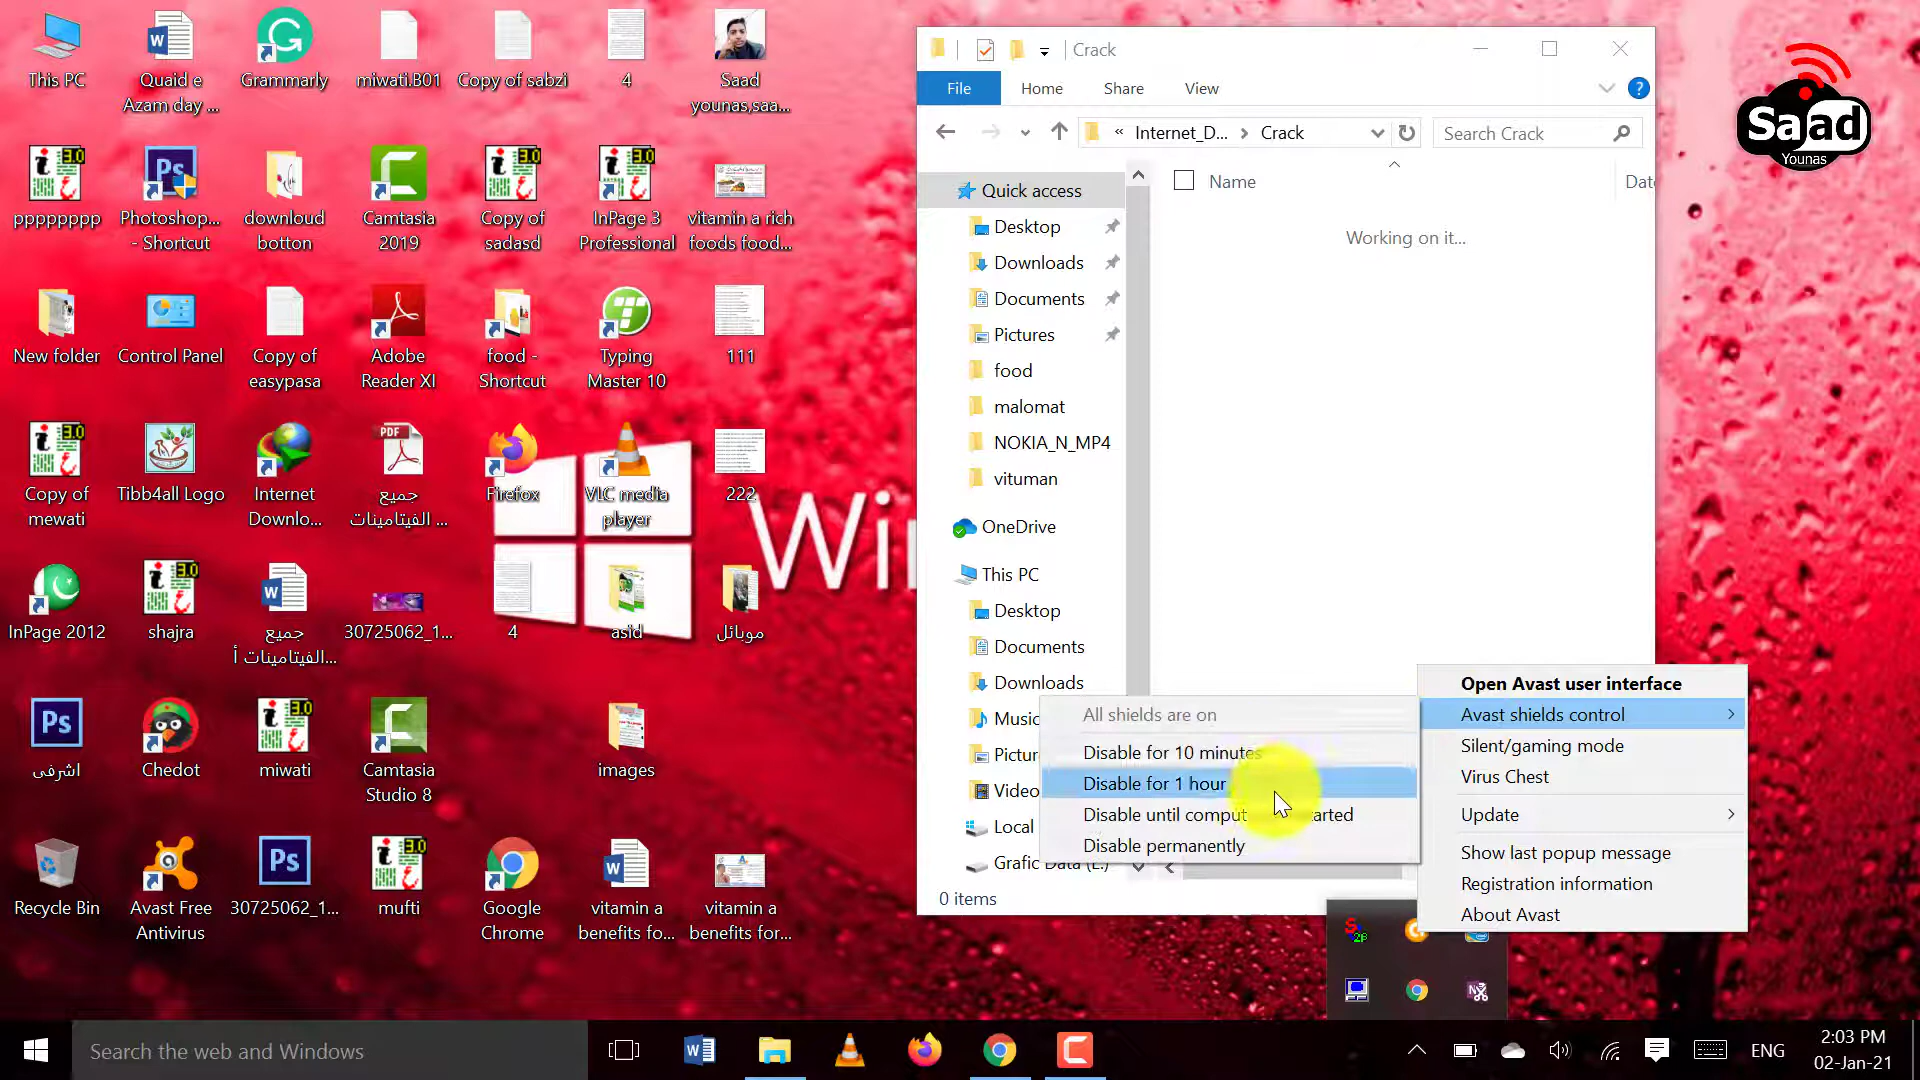 This PC
Quaid e
Azam day ...
Grammarly
miwati.B01
Copy of sabzi
4
Saad
younas,saa...
pppppppp
Photoshop...
- Shortcut
downloud
botton
Camtasia
2019
Copy of
sadasd
InPage 3
Professional
vitamin a rich
foods food...
New folder
Control Panel
Copy of
easypasa
Adobe
Reader XI
food -
Shortcut
Typing
Master 10
111
Copy of
mewati
Tibb4all Logo
Internet
Downlo...
جميع
الفيتامينات ...
Firefox
VLC media
player
222
InPage 2012
shajra
جميع
الفيتامينات أ...
30725062_1...
4
asid
موبائل
اشرفی
Chedot
miwati
Camtasia
Studio 8
images
Recycle Bin
Avast Free
Antivirus
30725062_1...
mufti
Google
Chrome
vitamin a
benefits fo...
vitamin a
benefits for...
Crack
File
Home
Share
View
« Internet_D... > Crack
Search Crack
Quick access
Desktop
Downloads
Documents
Pictures
food
malomat
NOKIA_N_MP4
vituman
OneDrive
This PC
Desktop
Documents
Downloads
Music
Name
Working on it...
0 items
All shields are on
Disable for 10 minutes
Disable for 1 hour
Disable until
Disable permanently
Open Avast user interface
Avast shields control
Silent/gaming mode
Virus Chest
Update
Show last popup message
Registration information
About Avast
Saad
Younas
Search the web and Windows
ENG
2:03 PM
02-Jan-21